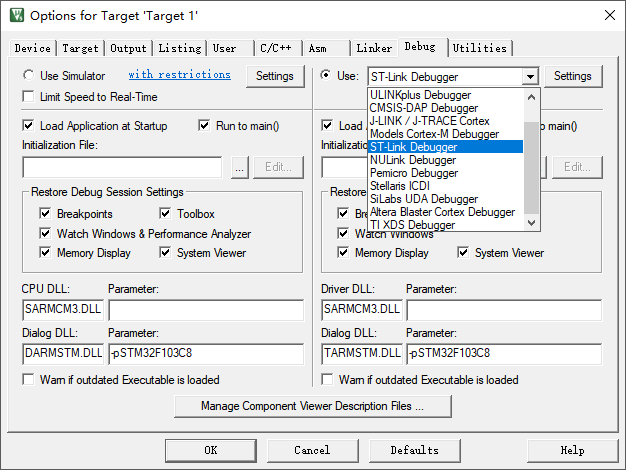 Options for Target 'Target 1'
Device Target Output Listing User C/C++ Asm Linker Debug Utilities
Use Simulator with restrictions Settings
Use: ST-Link Debugger Settings
Limit Speed to Real-Time
ULINKplus Debugger
CMSIS-DAP Debugger
J-LINK / J-TRACE Cortex
Models Cortex-M Debugger
ST-Link Debugger
NULink Debugger
Pemicro Debugger
Stellaris ICDI
SiLabs UDA Debugger
Altera Blaster Cortex Debugger
TI XDS Debugger
Load Application at Startup Run to main()
Initialization File:
... Edit...
Restore Debug Session Settings
Breakpoints Toolbox
Watch Windows & Performance Analyzer
Memory Display System Viewer
Load
to main()
Initializatio
Edit...
Restore
Bre
Watch Windows
Memory Display System Viewer
CPU DLL: Parameter:
SARMCM3.DLL
Dialog DLL: Parameter:
DARMSTM.DLL -pSTM32F103C8
Warn if outdated Executable is loaded
Driver DLL: Parameter:
SARMCM3.DLL
Dialog DLL: Parameter:
TARMSTM.DLL -pSTM32F103C8
Warn if outdated Executable is loaded
Manage Component Viewer Description Files ...
OK Cancel Defaults Help